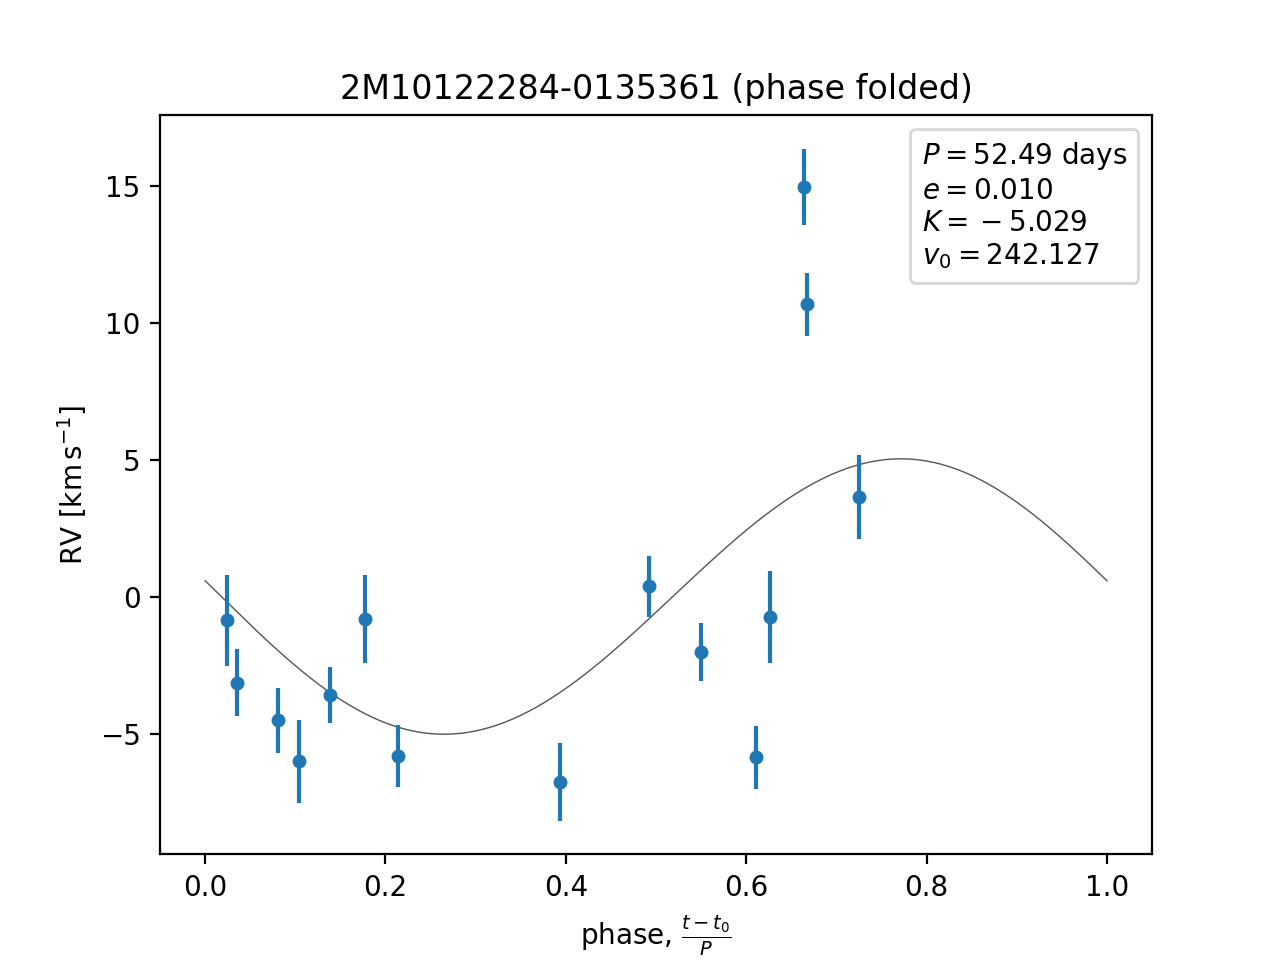 2M10122284-0135361 (phase folded)
P = 52.49 days
e = 0.010
K = −5.029
v₀ = 242.127
15
10
5
0
−5
RV [km s⁻¹]
0.0 0.2 0.4 0.6 0.8 1.0
phase, (t − t₀)/P